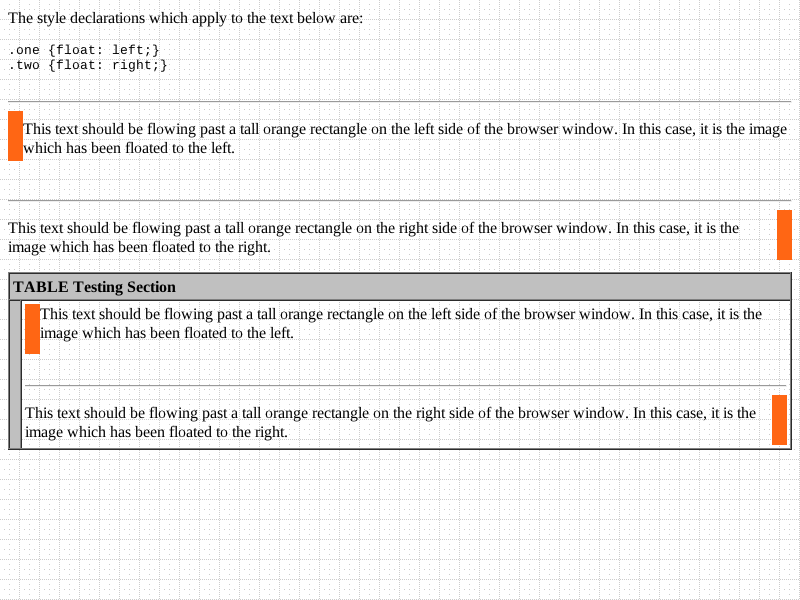 The style declarations which apply to the text below are:
.one {float: left;}
.two {float: right;}
This text should be flowing past a tall orange rectangle on the left side of the browser window. In this case, it is the image
which has been floated to the left.
This text should be flowing past a tall orange rectangle on the right side of the browser window. In this case, it is the
image which has been floated to the right.
TABLE Testing Section
This text should be flowing past a tall orange rectangle on the left side of the browser window. In this case, it is the
image which has been floated to the left.
This text should be flowing past a tall orange rectangle on the right side of the browser window. In this case, it is the
image which has been floated to the right.